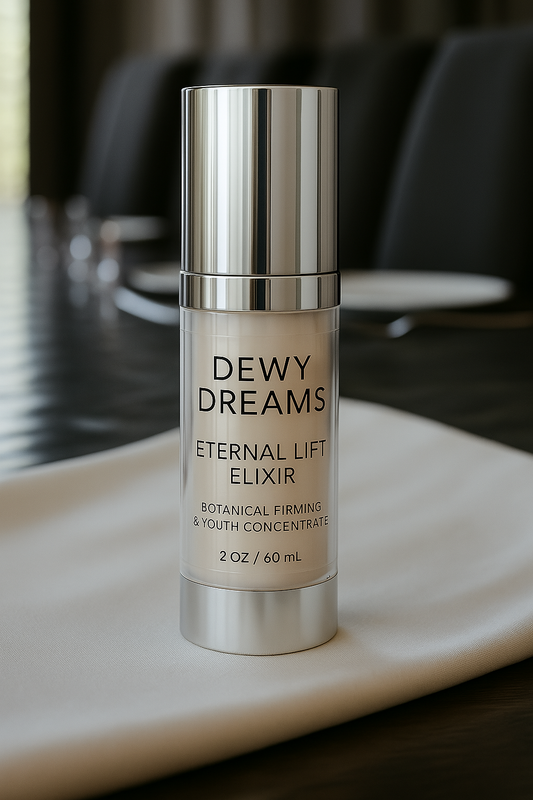 DEWY
DREAMS
ETERNAL LIFT
ELIXIR
BOTANICAL FIRMING
& YOUTH CONCENTRATE
2 OZ / 60 mL